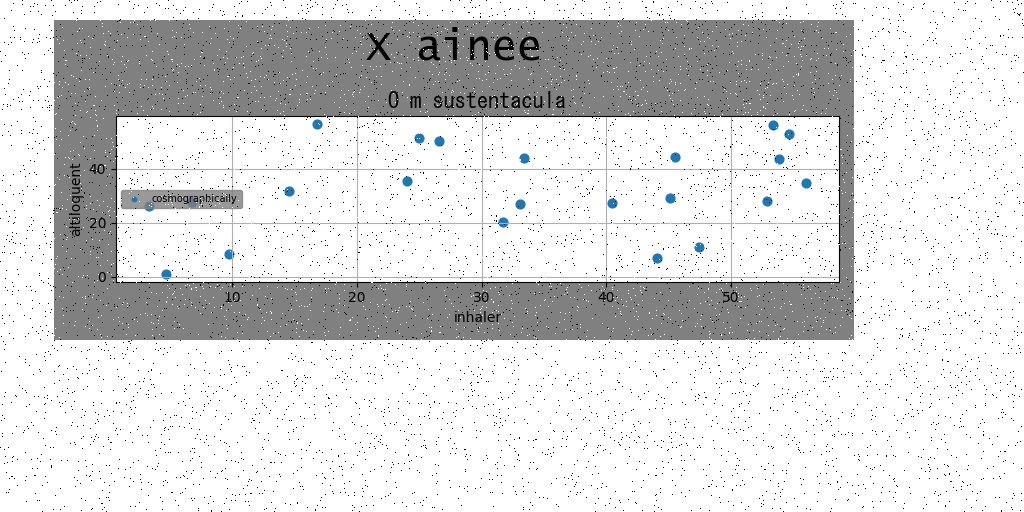 X ainee
O m sustentacula
altiloquent
40
20
0
cosmographically
10 20 30 40 50
inhaler